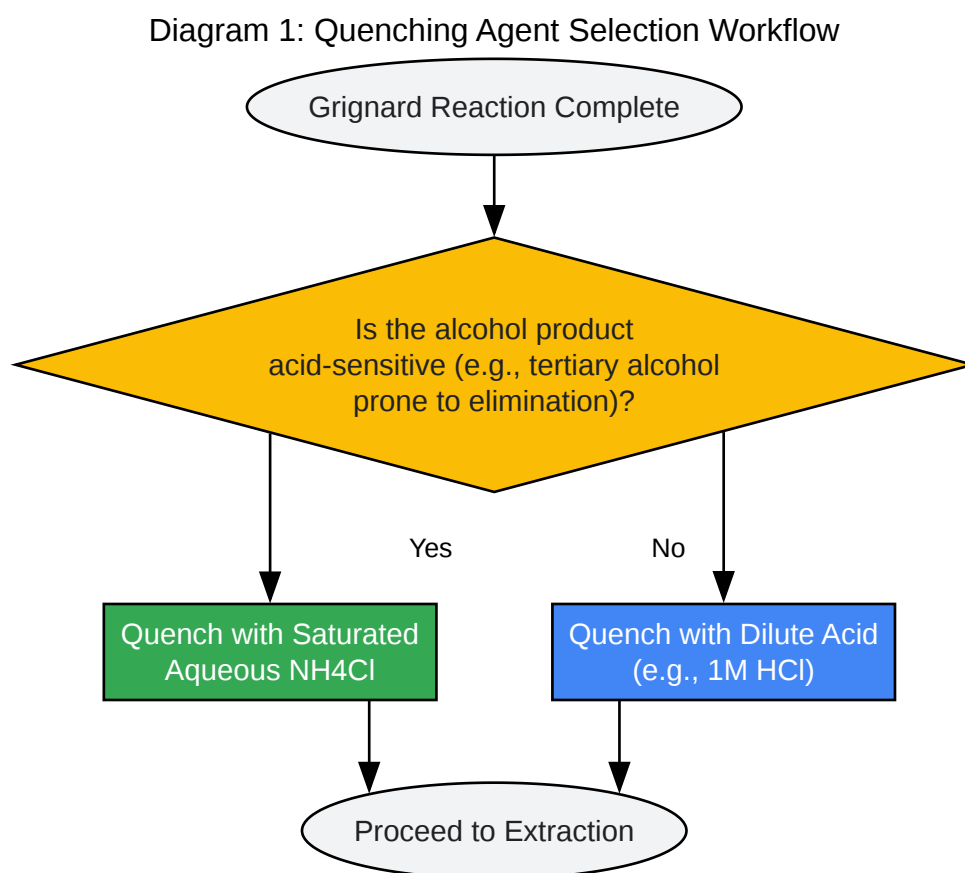 Diagram 1: Quenching Agent Selection Workflow
Grignard Reaction Complete
Is the alcohol product
acid-sensitive (e.g., tertiary alcohol
prone to elimination)?
Yes
No
Quench with Saturated
Aqueous NH4Cl
Quench with Dilute Acid
(e.g., 1M HCl)
Proceed to Extraction